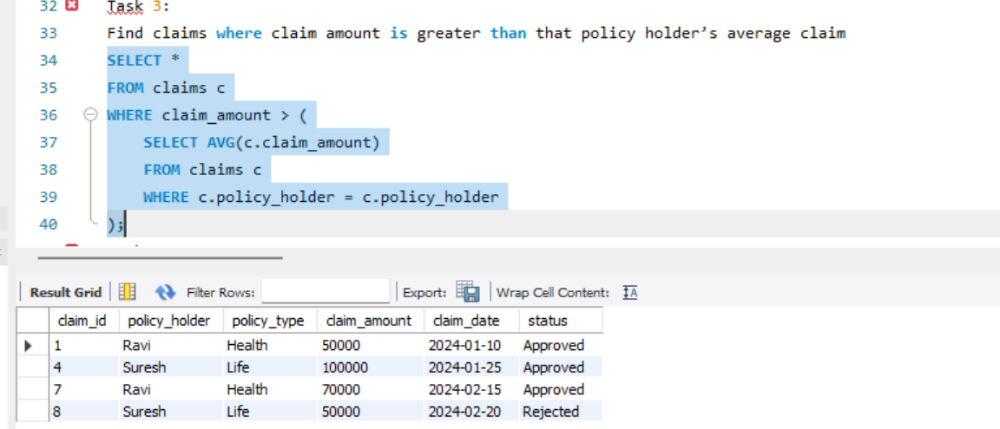 32 Task 3:
33 Find claims where claim amount is greater than that policy holder’s average claim
34 SELECT *
35 FROM claims c
36 WHERE claim_amount > (
37 SELECT AVG(c.claim_amount)
38 FROM claims c
39 WHERE c.policy_holder = c.policy_holder
40 );
Result Grid Filter Rows: Export: Wrap Cell Content:
claim_id policy_holder policy_type claim_amount claim_date status
1 Ravi Health 50000 2024-01-10 Approved
4 Suresh Life 100000 2024-01-25 Approved
7 Ravi Health 70000 2024-02-15 Approved
8 Suresh Life 50000 2024-02-20 Rejected